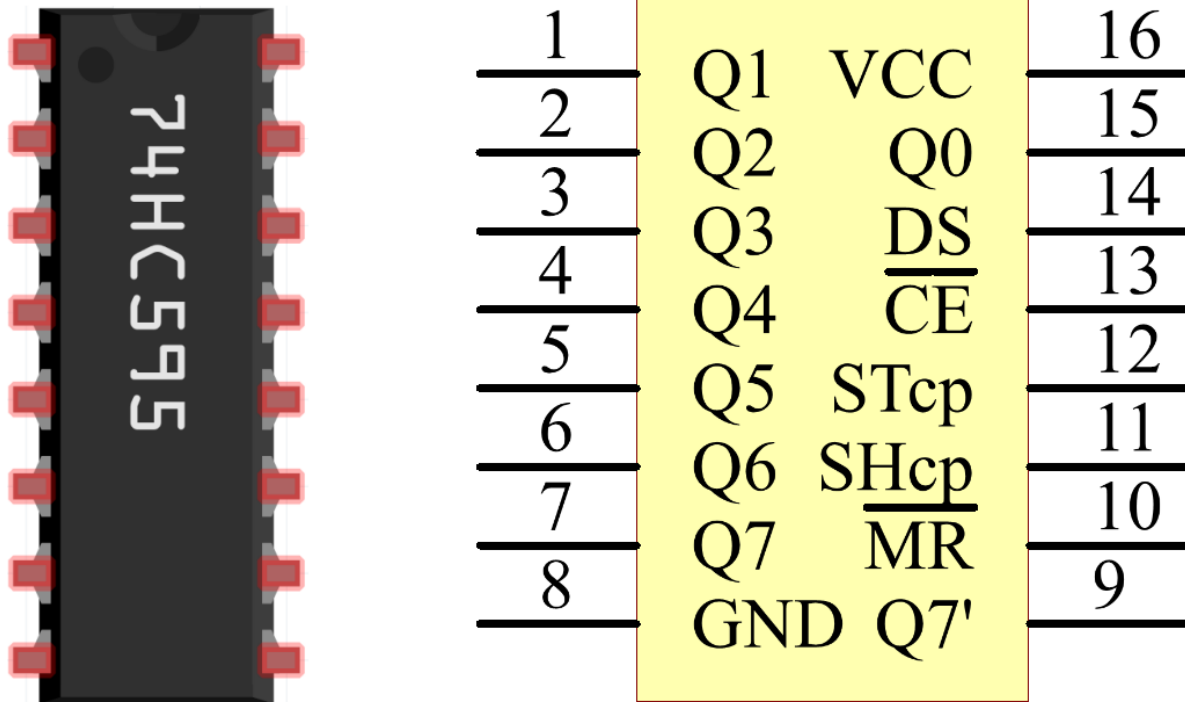 74HC595
1 Q1 VCC 16
2 Q2 Q0 15
3 Q3 DS 14
4 Q4 CE 13
5 Q5 STcp 12
6 Q6 SHcp 11
7 Q7 MR 10
8 GND Q7' 9